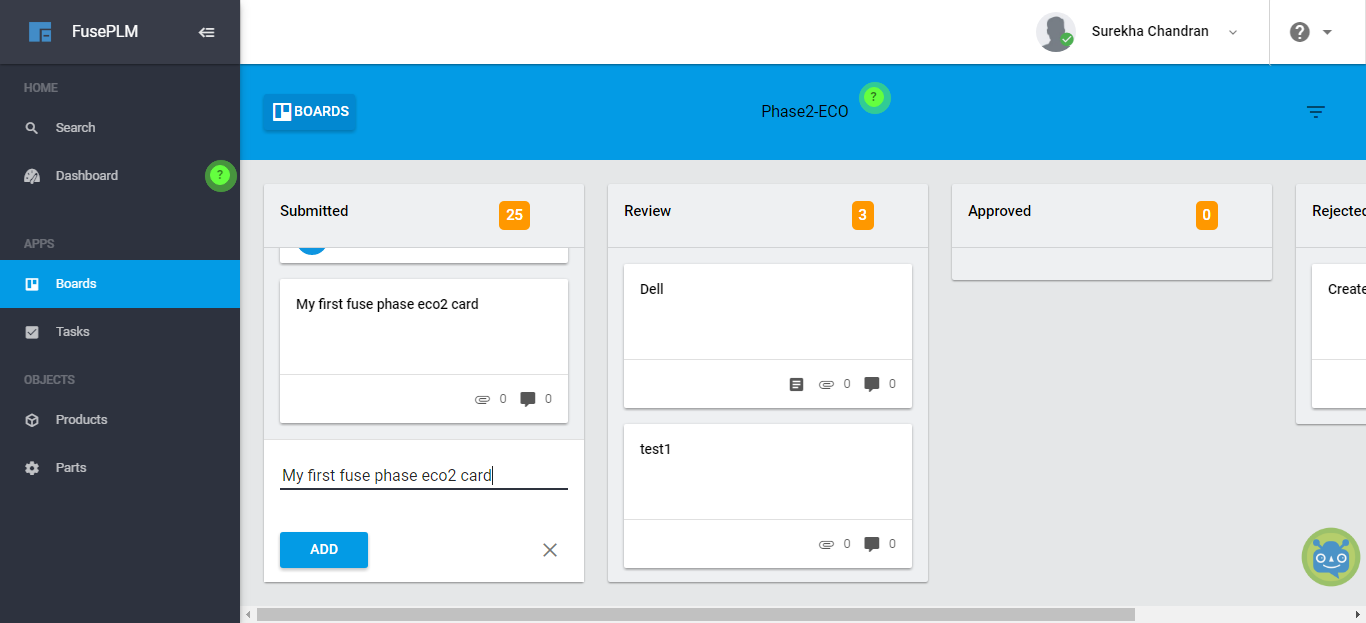 FusePLM
Surekha Chandran
?
HOME
Search
Dashboard
?
APPS
Boards
Tasks
OBJECTS
Products
Parts
BOARDS
Phase2-ECO
?
Submitted
25
My first fuse phase eco2 card
0
0
My first fuse phase eco2 card
ADD
Review
3
Dell
0
0
test1
0
0
Approved
0
Rejected
Create